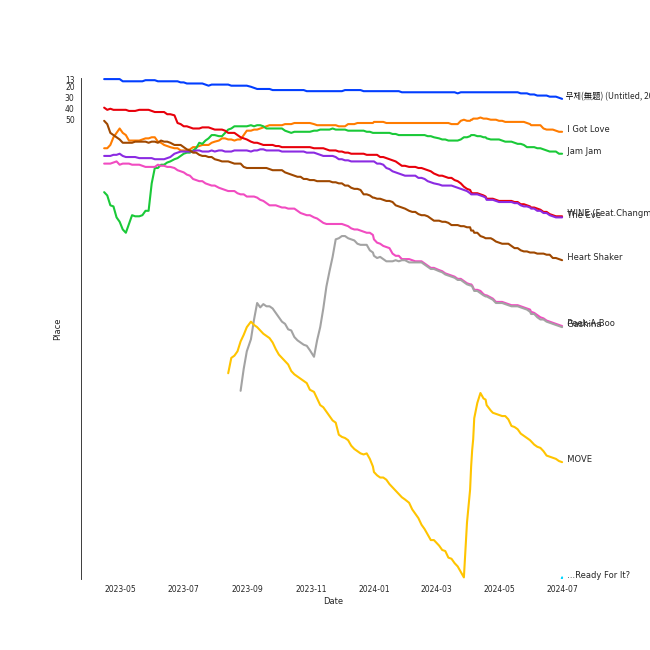 13
20
30
40
50
무제(無題) (Untitled, 20
I Got Love
Jam Jam
WINE (Feat.Changm
The Eve
Heart Shaker
Peek-A-Boo
Gashina
MOVE
...Ready For It?
Place
2023-05 2023-07 2023-09 2023-11 2024-01 2024-03 2024-05 2024-07
Date